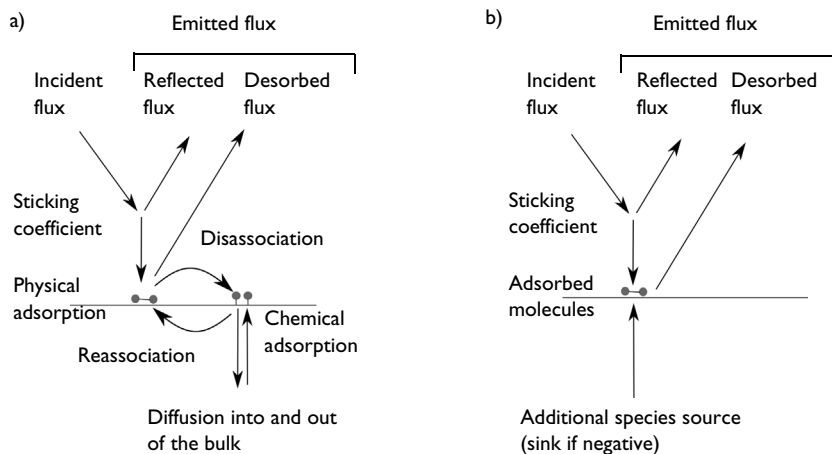 a)
Emitted flux
Incident
flux
Reflected
flux
Desorbed
flux
Sticking
coefficient
Disassociation
Physical
adsorption
Chemical
adsorption
Reassociation
Diffusion into and out
of the bulk
b)
Emitted flux
Incident
flux
Reflected
flux
Desorbed
flux
Sticking
coefficient
Adsorbed
molecules
Additional species source
(sink if negative)